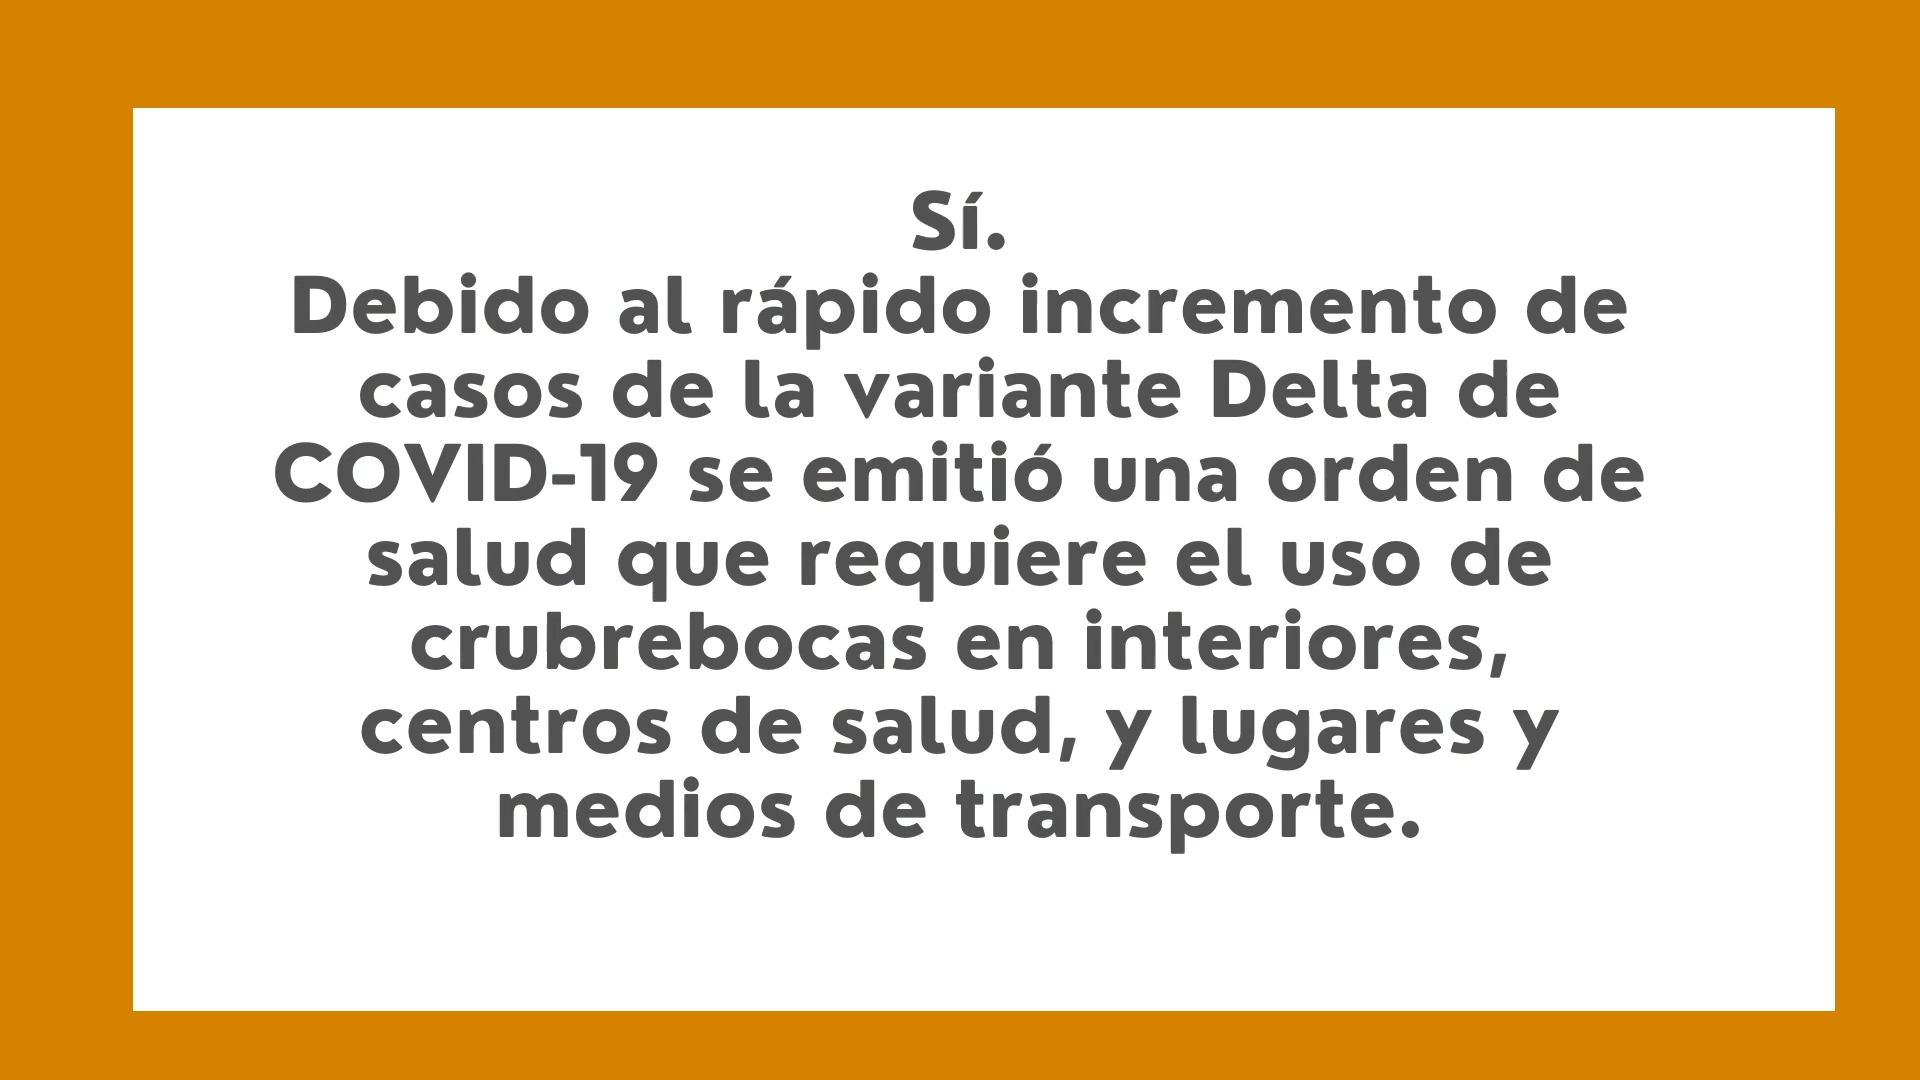 Sí.
Debido al rápido incremento de
casos de la variante Delta de
COVID-19 se emitió una orden de
salud que requiere el uso de
crubrebocas en interiores,
centros de salud, y lugares y
medios de transporte.